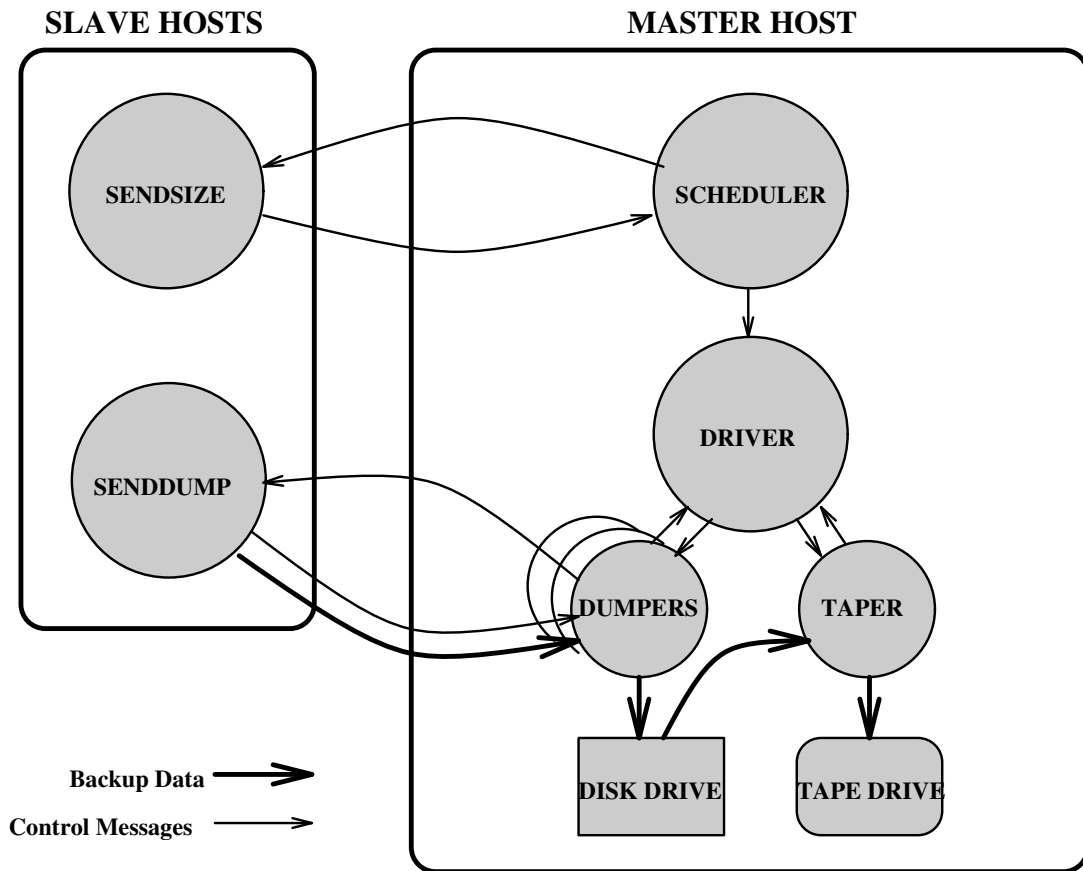 SLAVE HOSTS
MASTER HOST
SENDSIZE
SCHEDULER
DRIVER
SENDDUMP
DUMPERS
TAPER
Backup Data
DISK DRIVE
TAPE DRIVE
Control Messages